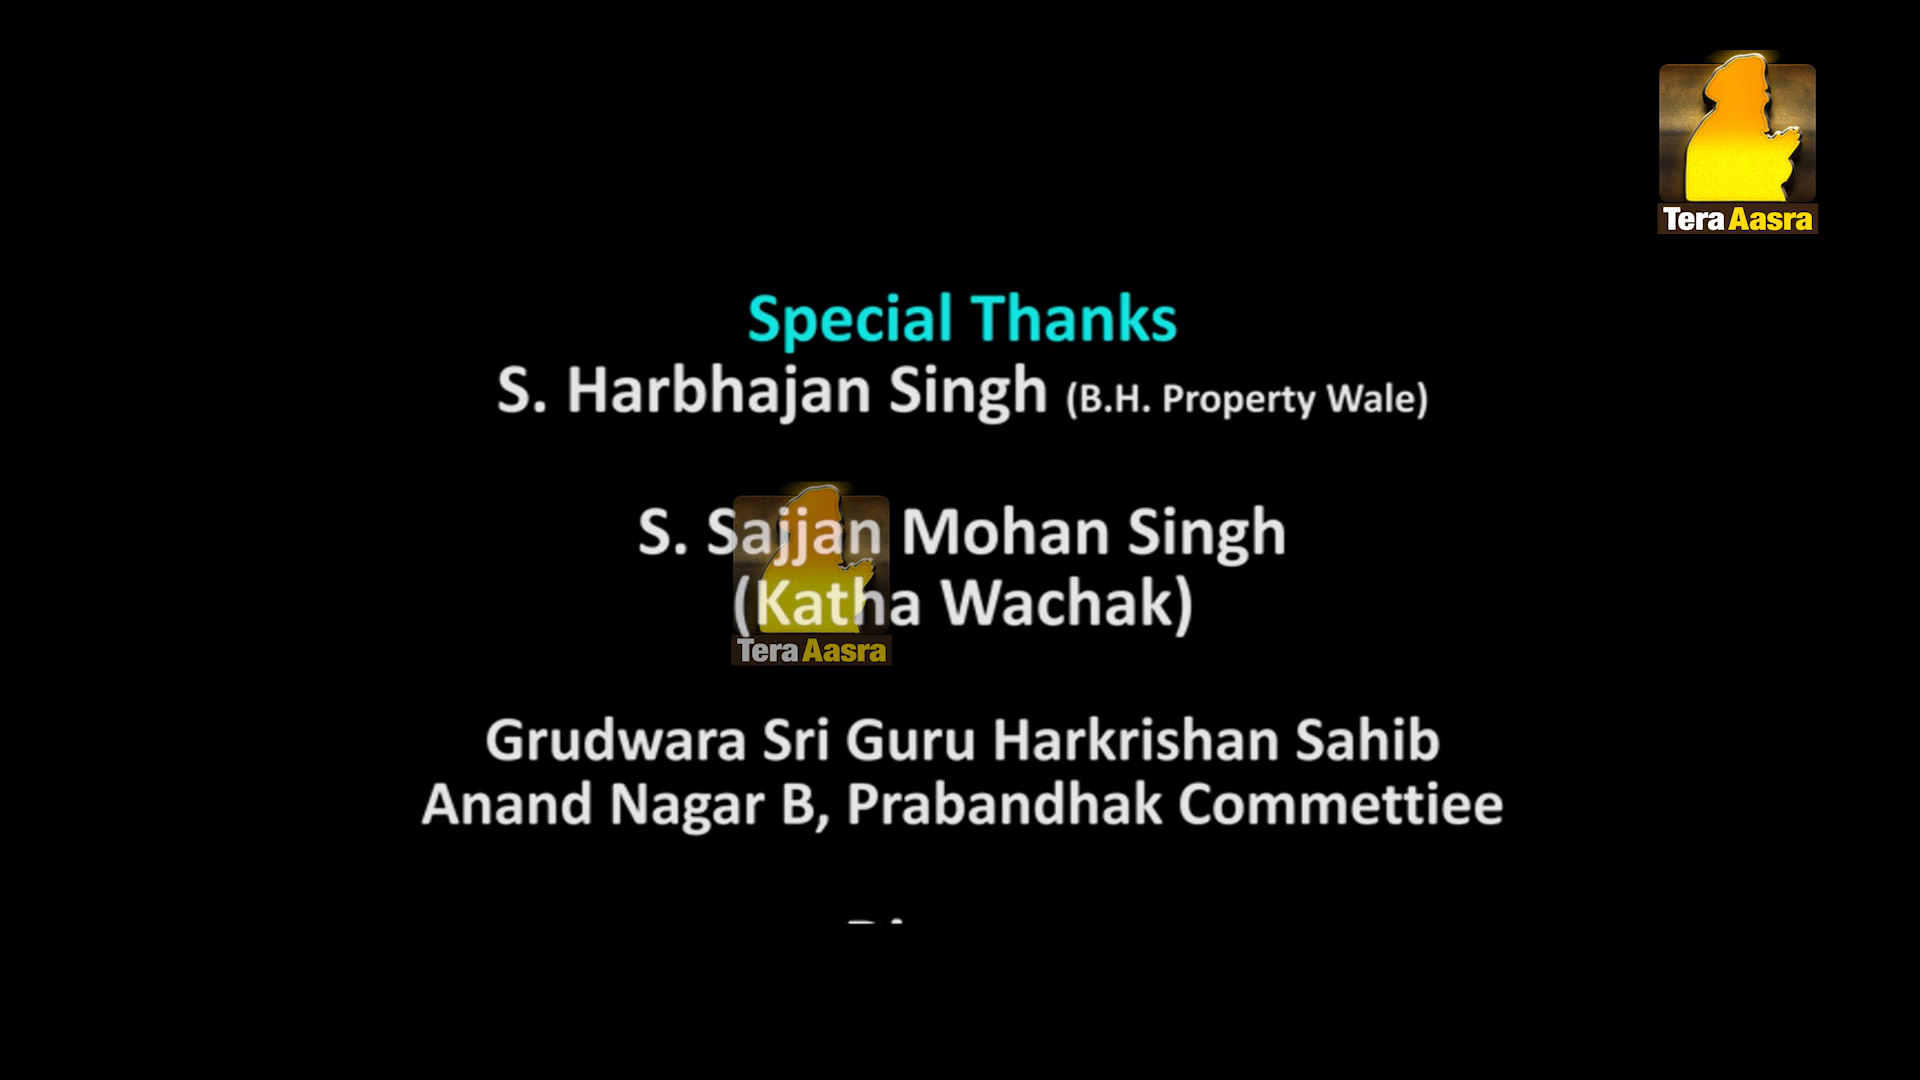 Tera Aasra
Special Thanks
S. Harbhajan Singh (B.H. Property Wale)
S. Sajjan Mohan Singh
(Katha Wachak)
Tera Aasra
Grudwara Sri Guru Harkrishan Sahib
Anand Nagar B, Prabandhak Commettiee